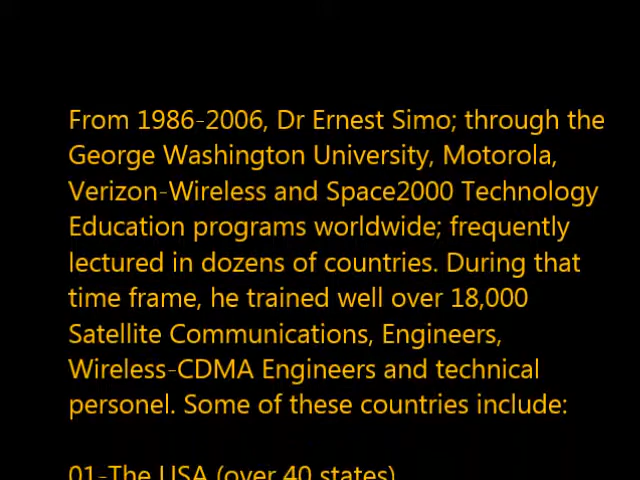 From 1986-2006, Dr Ernest Simo; through the
George Washington University, Motorola,
Verizon-Wireless and Space2000 Technology
Education programs worldwide; frequently
lectured in dozens of countries. During that
time frame, he trained well over 18,000
Satellite Communications, Engineers,
Wireless-CDMA Engineers and technical
personel. Some of these countries include:
01-The USA (over 40 states)